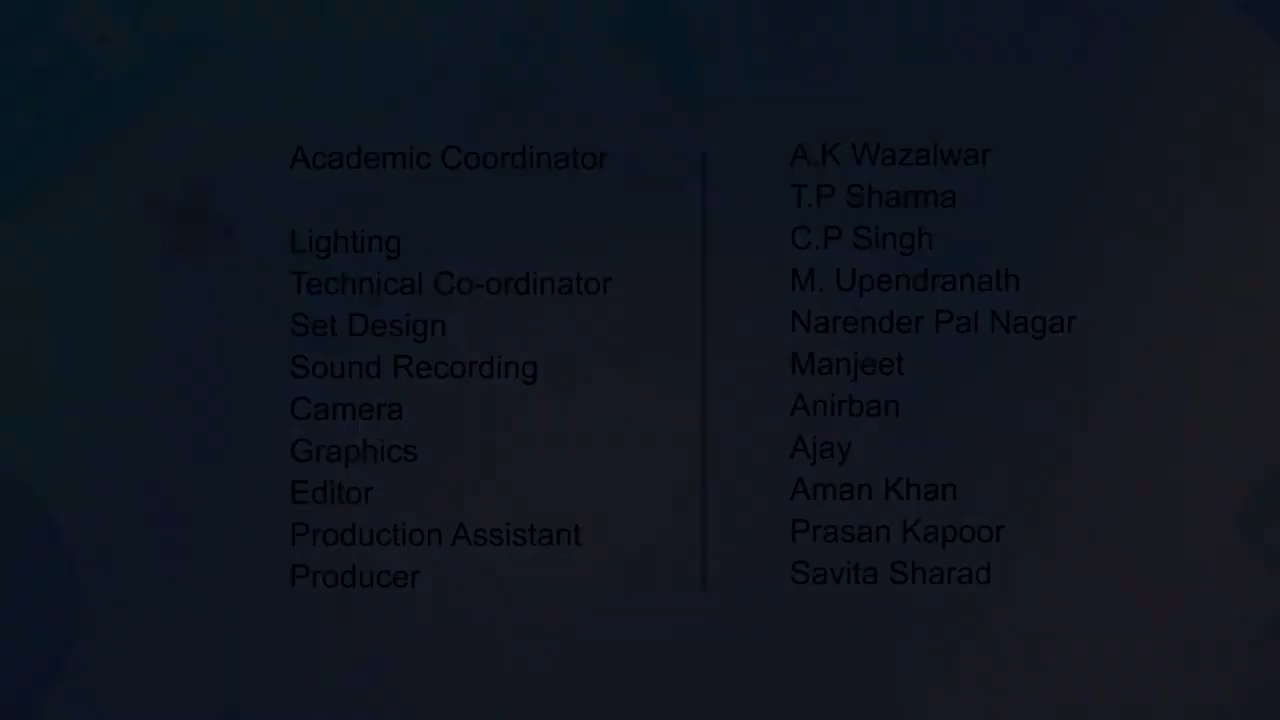 Academic Coordinator A.K Wazalwar
T.P Sharma
Lighting C.P Singh
Technical Co-ordinator M. Upendranath
Set Design Narender Pal Nagar
Sound Recording Manjeet
Camera Anirban
Graphics Ajay
Editor Aman Khan
Production Assistant Prasan Kapoor
Producer Savita Sharad